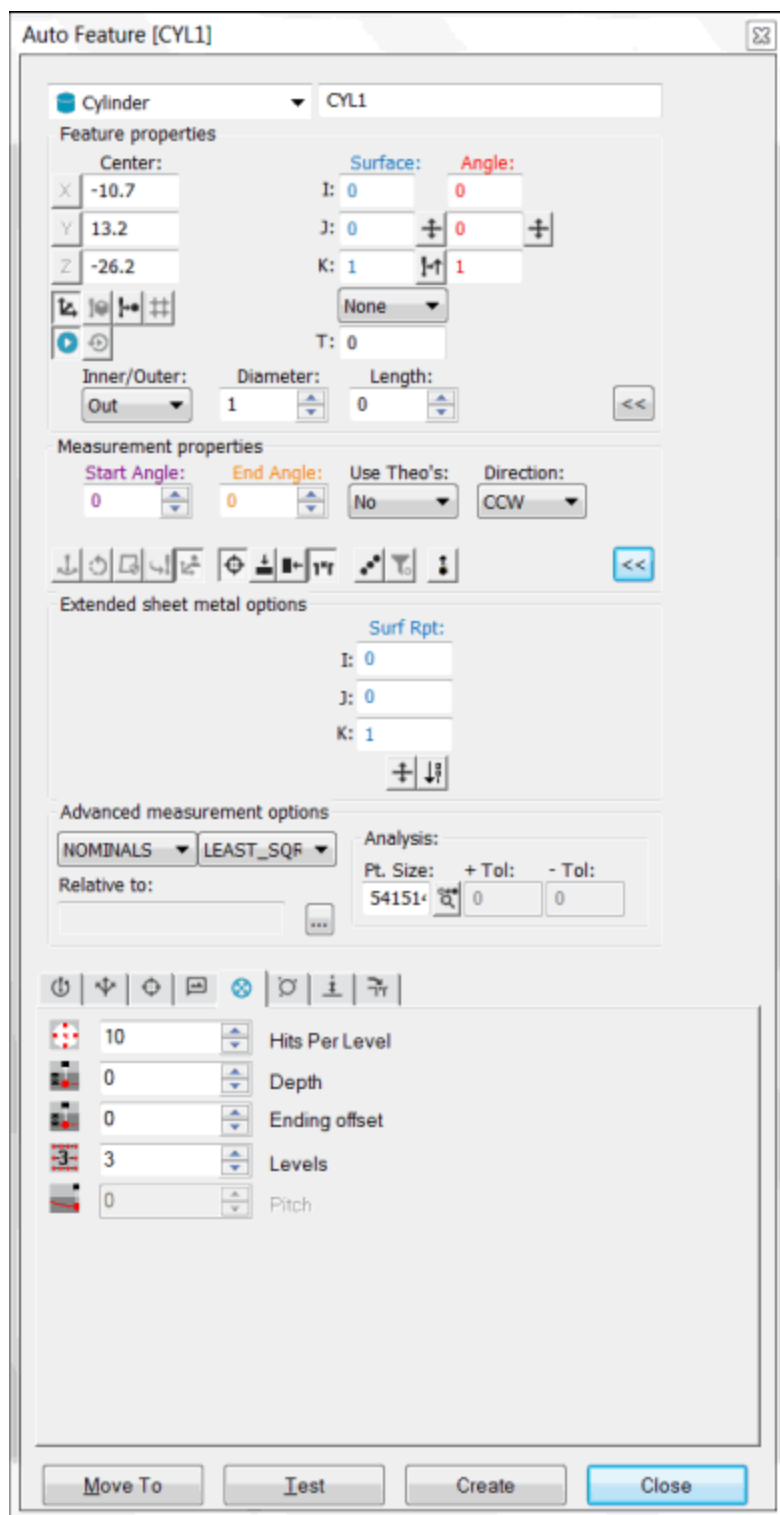 Auto Feature [CYL1]
Cylinder CYL1
Feature properties
Center: Surface: Angle:
X -10.7 I: 0 0
Y 13.2 J: 0 0
Z -26.2 K: 1 1
None
T: 0
Inner/Outer: Diameter: Length:
Out 1 0 <<
Measurement properties
Start Angle: End Angle: Use Theo's: Direction:
0 0 No CCW
<<
Extended sheet metal options
Surf Rpt:
I: 0
J: 0
K: 1
Advanced measurement options
NOMINALS LEAST_SQR
Analysis:
Pt. Size: + Tol: - Tol:
Relative to:
54151 0 0
...
10 Hits Per Level
0 Depth
0 Ending offset
3 3 Levels
0 Pitch
Move To Test Create Close